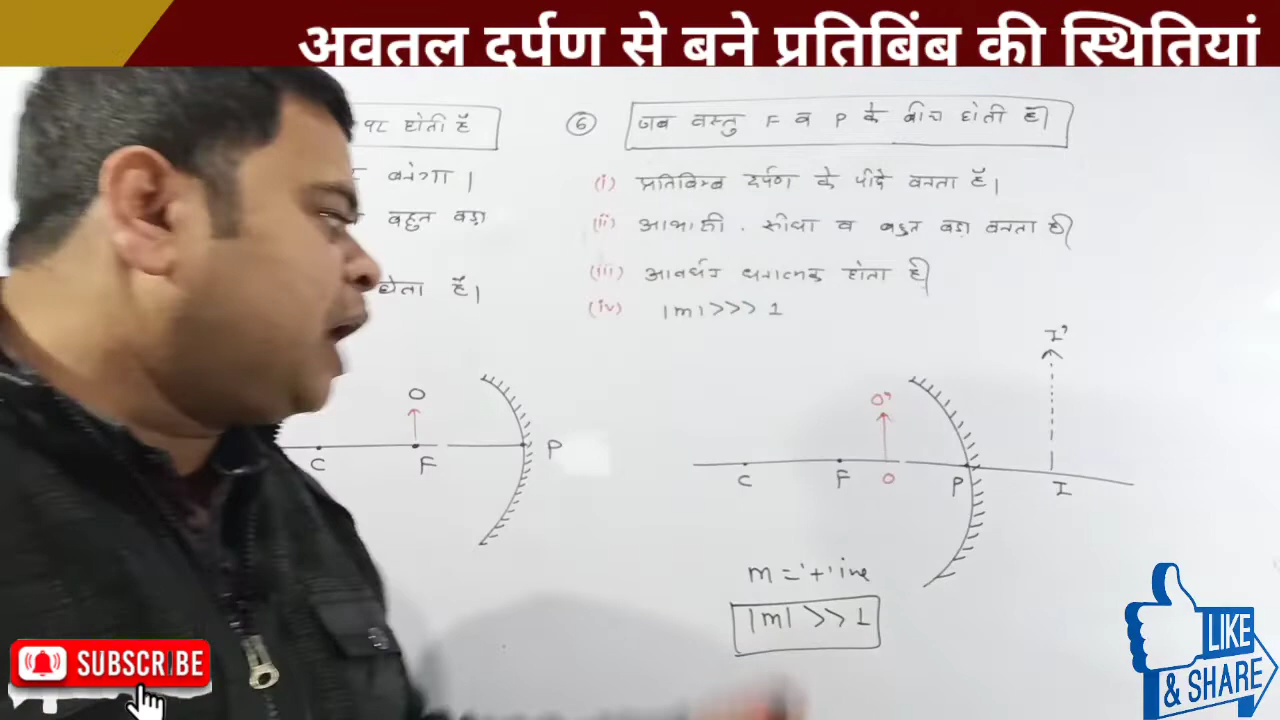 अवतल दर्पण से बने प्रतिबिंब की स्थितियां
पर होती है
बनेगा।
बहुत बड़ा
होता है।
C
O
F
P
⑥ जब वस्तु F व P के बीच होती है।
(i) प्रतिबिम्ब दर्पण के पीछे बनता है।
(ii) आभासी, सीधा व बहुत बड़ा बनता है।
(iii) आवर्धन धनात्मक होता है।
(iv) |m| >>> 1
C
F
O'
O
P
I'
I
m = '+' ive
|m| >> 1
SUBSCRIBE
LIKE
& SHARE